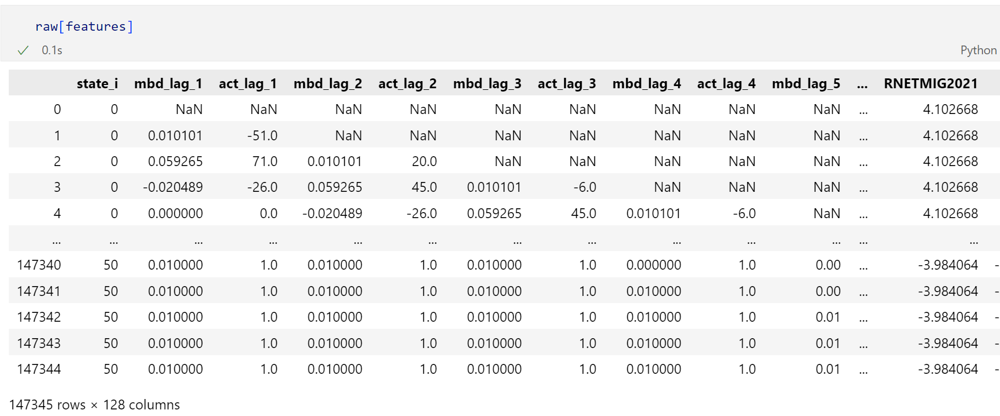 raw[features]
✓ 0.1s Python
state_i mbd_lag_1 act_lag_1 mbd_lag_2 act_lag_2 mbd_lag_3 act_lag_3 mbd_lag_4 act_lag_4 mbd_lag_5 ... RNETMIG2021
0 0 NaN NaN NaN NaN NaN NaN NaN NaN NaN ... 4.102668
1 0 0.010101 -51.0 NaN NaN NaN NaN NaN NaN NaN ... 4.102668
2 0 0.059265 71.0 0.010101 20.0 NaN NaN NaN NaN NaN ... 4.102668
3 0 -0.020489 -26.0 0.059265 45.0 0.010101 -6.0 NaN NaN NaN ... 4.102668
4 0 0.000000 0.0 -0.020489 -26.0 0.059265 45.0 0.010101 -6.0 NaN ... 4.102668
... ... ... ... ... ... ... ... ... ... ... ... ...
147340 50 0.010000 1.0 0.010000 1.0 0.010000 1.0 0.000000 1.0 0.00 ... -3.984064 -
147341 50 0.010000 1.0 0.010000 1.0 0.010000 1.0 0.010000 1.0 0.00 ... -3.984064 -
147342 50 0.010000 1.0 0.010000 1.0 0.010000 1.0 0.010000 1.0 0.01 ... -3.984064 -
147343 50 0.010000 1.0 0.010000 1.0 0.010000 1.0 0.010000 1.0 0.01 ... -3.984064 -
147344 50 0.010000 1.0 0.010000 1.0 0.010000 1.0 0.010000 1.0 0.01 ... -3.984064 -
147345 rows × 128 columns